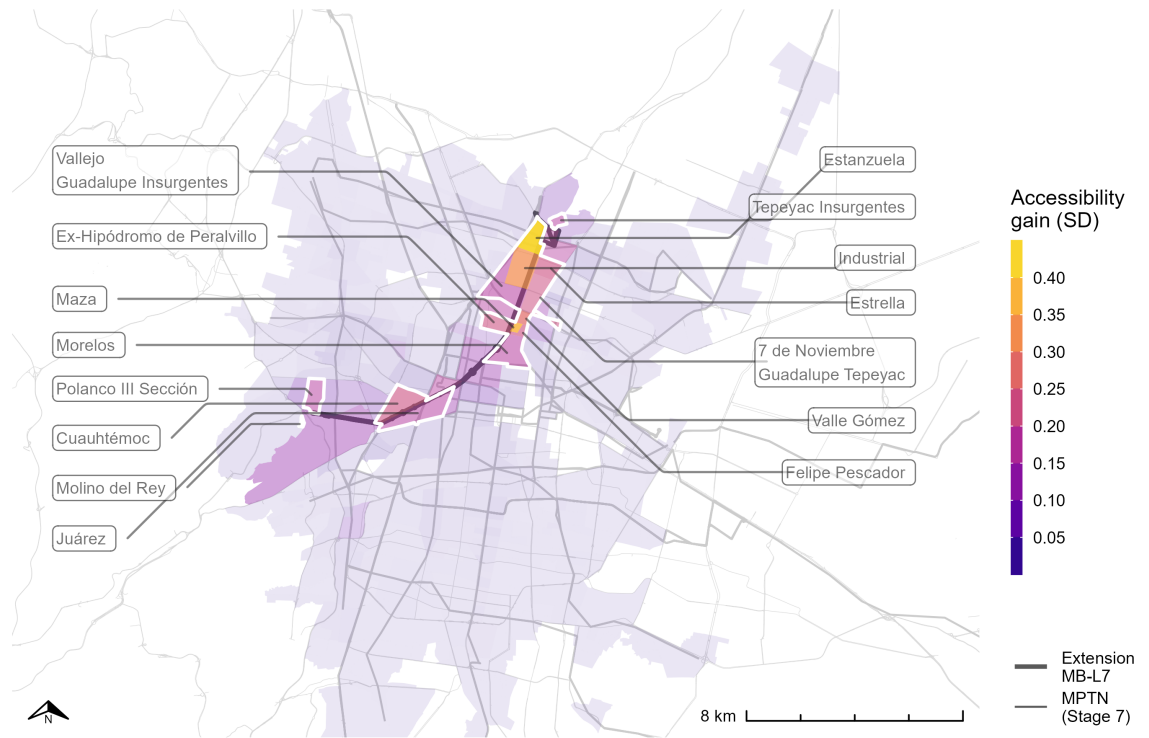 Vallejo
Guadalupe Insurgentes
Ex-Hipódromo de Peralvillo
Maza
Morelos
Polanco III Sección
Cuauhtémoc
Molino del Rey
Juárez
Estanzuela
Tepeyac Insurgentes
Industrial
Estrella
7 de Noviembre
Guadalupe Tepeyac
Valle Gómez
Felipe Pescador
Accessibility
gain (SD)
0.40
0.35
0.30
0.25
0.20
0.15
0.10
0.05
Extension
MB-L7
MPTN
(Stage 7)
8 km
N